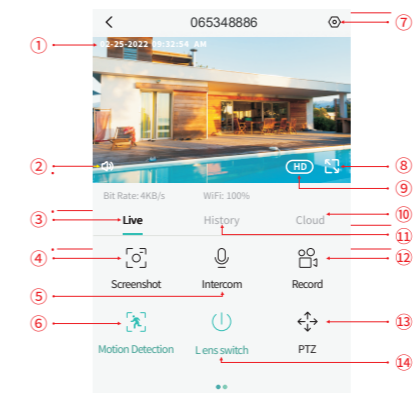 065348886
⑦
①
02-25-2022 09:32:54 AM
②
HD
⑧
⑨
Bit Rate: 4KB/s WiFi: 100%
③
Live History Cloud
⑩
⑪
④
⑫
Screenshot Intercom Record
⑤
⑥
⑬
Motion Detection Lens switch PTZ
⑭